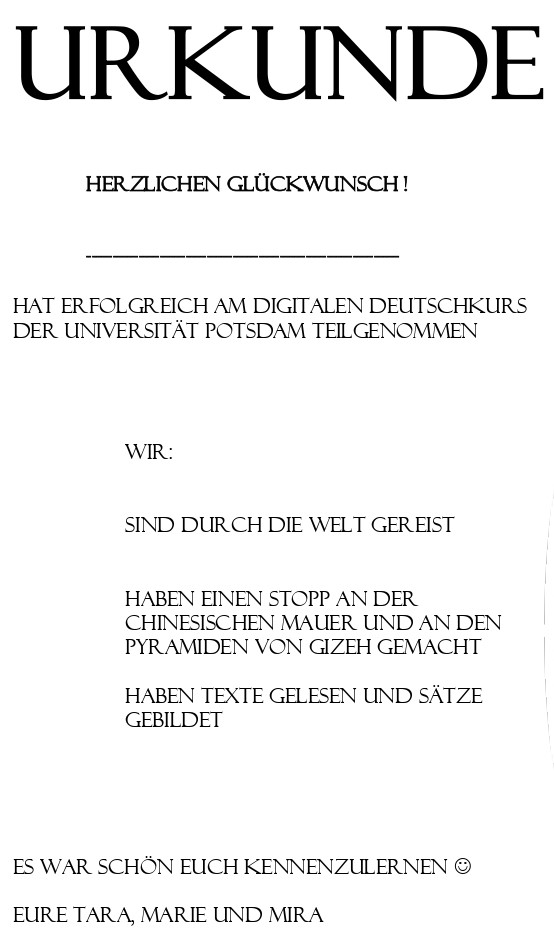 URKUNDE
HERZLICHEN GLÜCKWUNSCH !
______________________________
HAT ERFOLGREICH AM DIGITALEN DEUTSCHKURS
DER UNIVERSITÄT POTSDAM TEILGENOMMEN
WIR:
SIND DURCH DIE WELT GEREIST
HABEN EINEN STOPP AN DER
CHINESISCHEN MAUER UND AN DEN
PYRAMIDEN VON GIZEH GEMACHT
HABEN TEXTE GELESEN UND SÄTZE
GEBILDET
ES WAR SCHÖN EUCH KENNENZULERNEN ☺
EURE TARA, MARIE UND MIRA